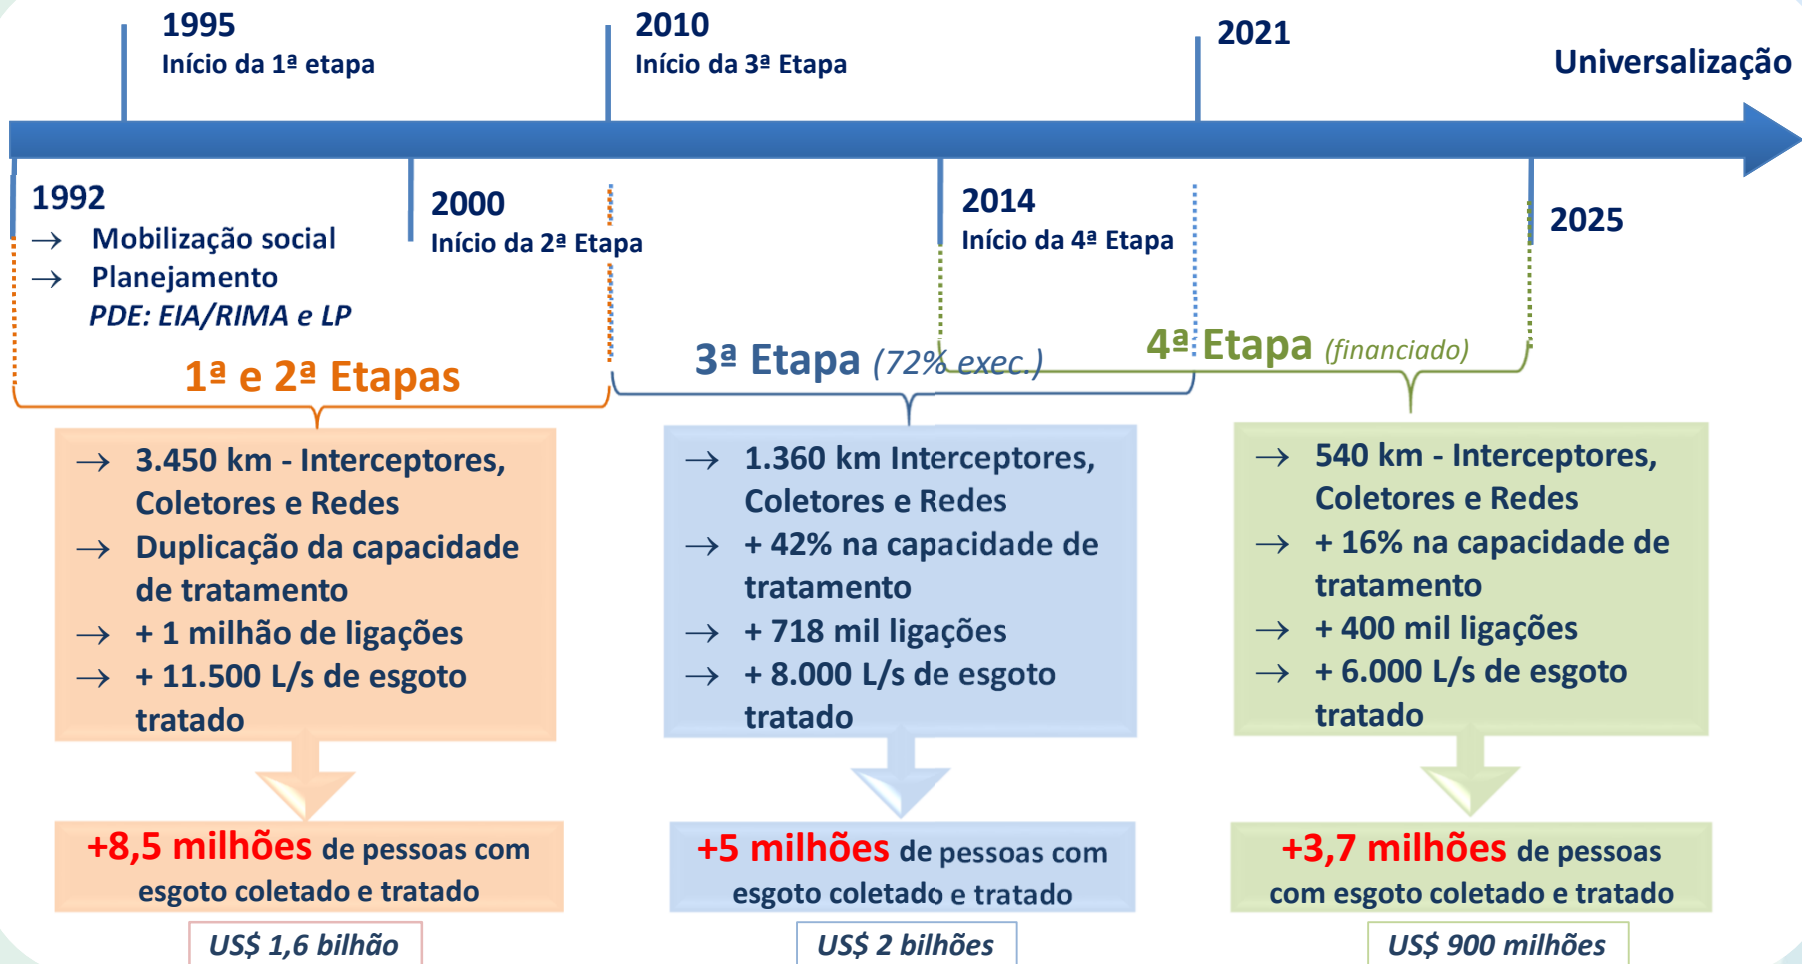 1995
Início da 1ª etapa
2010
Início da 3ª Etapa
2021
Universalização
1992
→ Mobilização social
→ Planejamento
PDE: EIA/RIMA e LP
2000
Início da 2ª Etapa
2014
Início da 4ª Etapa
2025
1ª e 2ª Etapas
→ 3.450 km - Interceptores,
Coletores e Redes
→ Duplicação da capacidade
de tratamento
→ + 1 milhão de ligações
→ + 11.500 L/s de esgoto
tratado
+8,5 milhões de pessoas com
esgoto coletado e tratado
US$ 1,6 bilhão
3ª Etapa (72% exec.)
→ 1.360 km Interceptores,
Coletores e Redes
→ + 42% na capacidade de
tratamento
→ + 718 mil ligações
→ + 8.000 L/s de esgoto
tratado
+5 milhões de pessoas com
esgoto coletado e tratado
US$ 2 bilhões
4ª Etapa (financiado)
→ 540 km - Interceptores,
Coletores e Redes
→ + 16% na capacidade de
tratamento
→ + 400 mil ligações
→ + 6.000 L/s de esgoto
tratado
+3,7 milhões de pessoas
com esgoto coletado e tratado
US$ 900 milhões